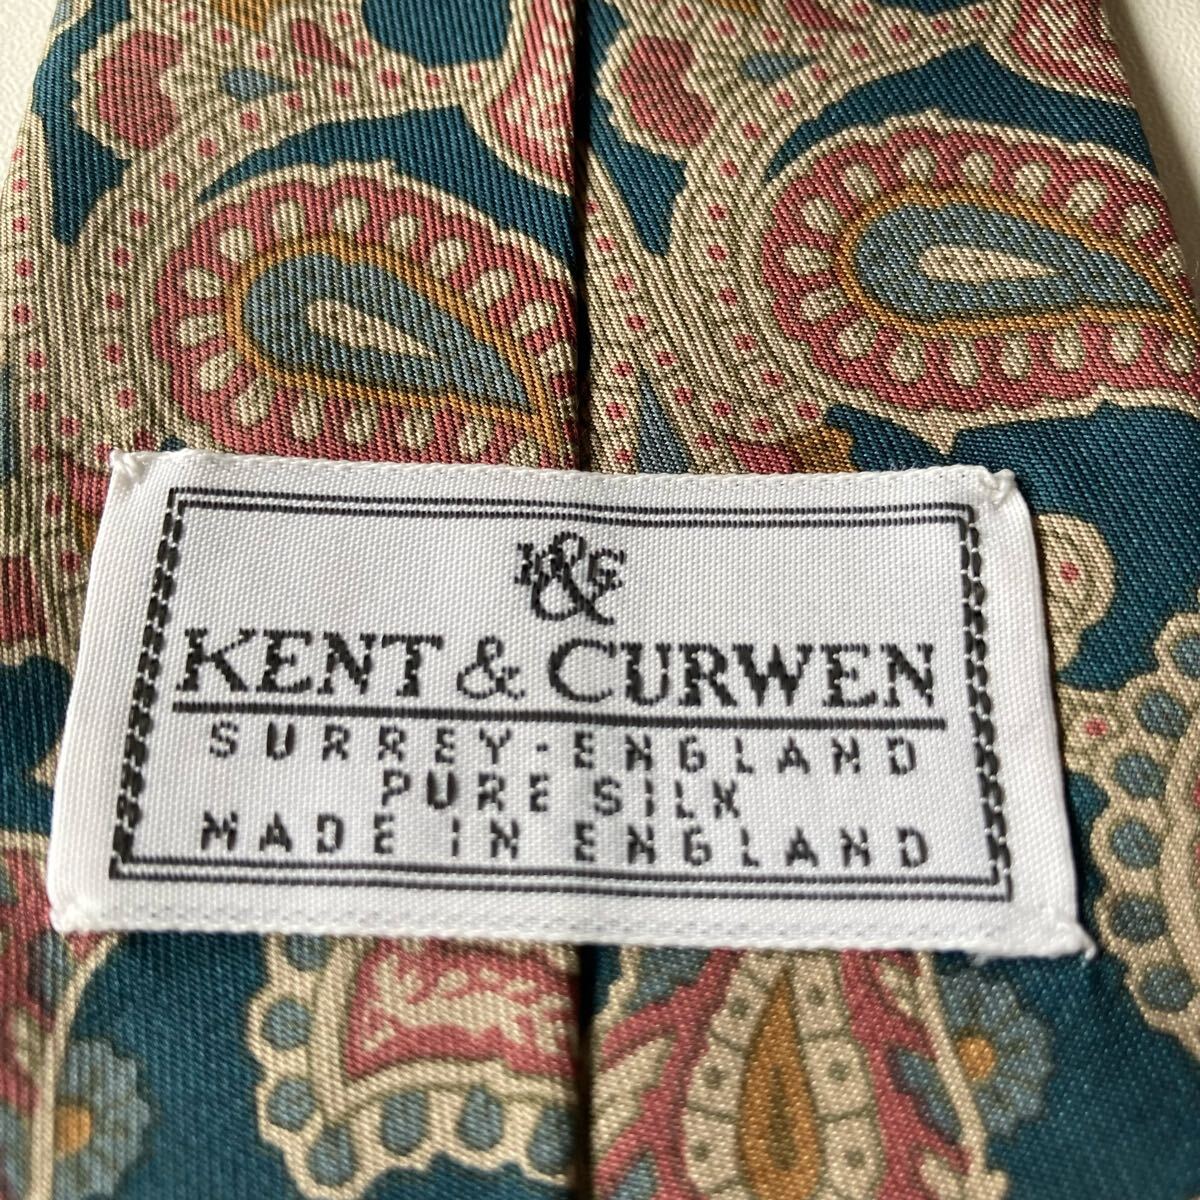 K&C
KENT & CURWEN
SURREY-ENGLAND
PURE SILK
MADE IN ENGLAND